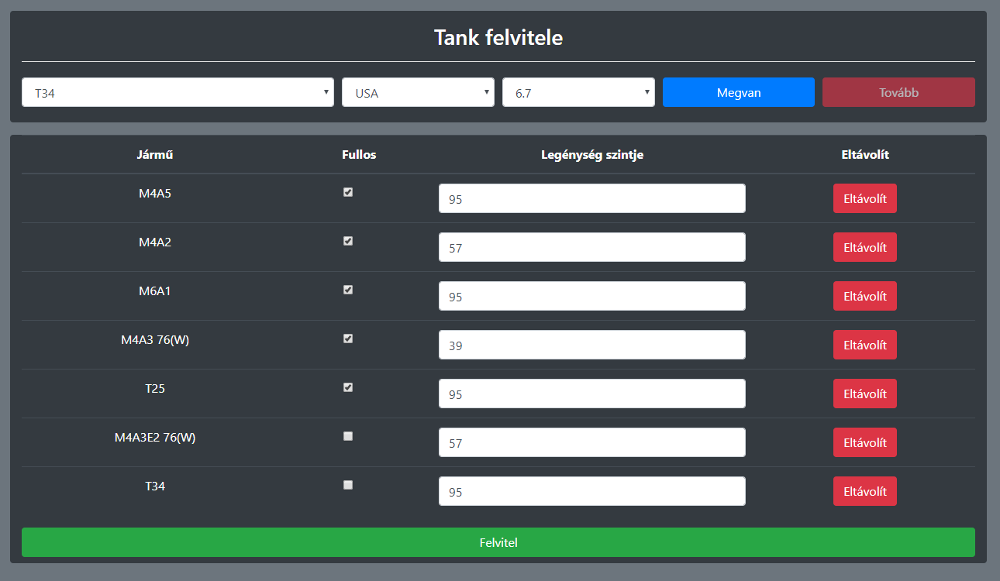 Tank felvitele
T34 USA 6.7 Megvan Tovább
Jármű Fullos Legénység szintje Eltávolít
M4A5 95 Eltávolít
M4A2 57 Eltávolít
M6A1 95 Eltávolít
M4A3 76(W) 39 Eltávolít
T25 95 Eltávolít
M4A3E2 76(W) 57 Eltávolít
T34 95 Eltávolít
Felvitel